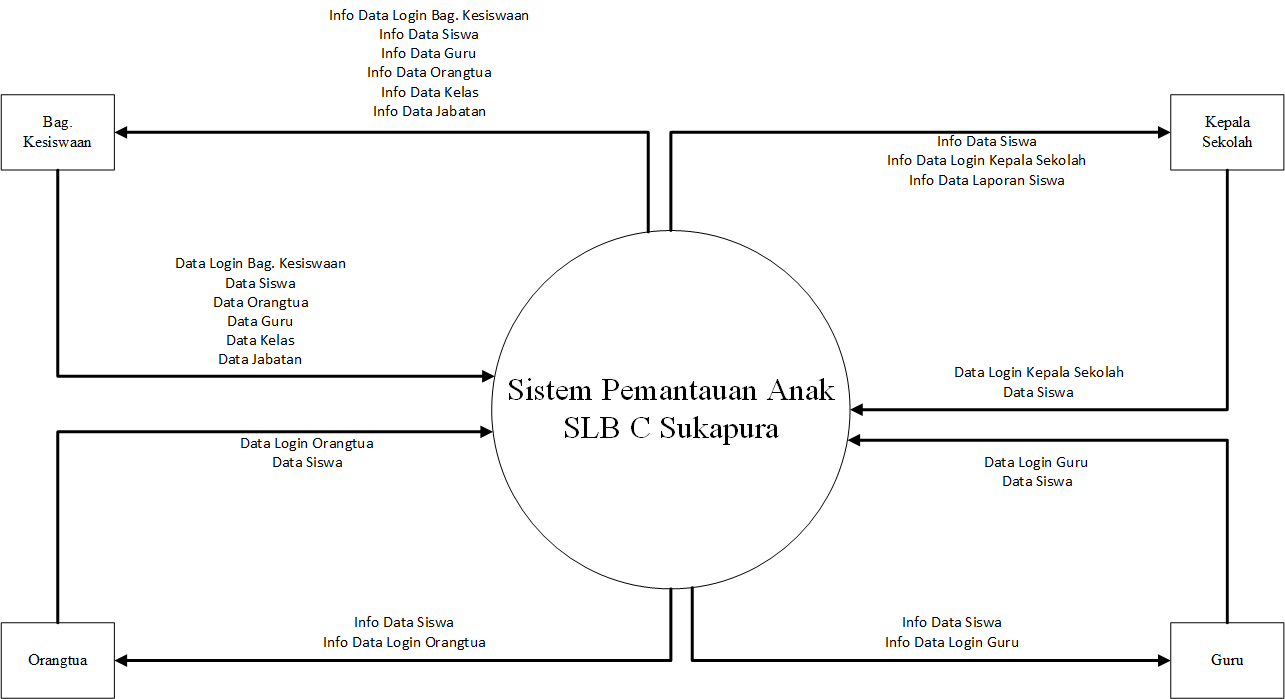 Info Data Login Bag. Kesiswaan
Info Data Siswa
Info Data Guru
Info Data Orangtua
Info Data Kelas
Info Data Jabatan
Bag.
Kesiswaan
Kepala
Sekolah
Info Data Siswa
Info Data Login Kepala Sekolah
Info Data Laporan Siswa
Data Login Bag. Kesiswaan
Data Siswa
Data Orangtua
Data Guru
Data Kelas
Data Jabatan
Sistem Pemantauan Anak
SLB C Sukapura
Data Login Kepala Sekolah
Data Siswa
Data Login Orangtua
Data Siswa
Data Login Guru
Data Siswa
Info Data Siswa
Info Data Login Orangtua
Info Data Siswa
Info Data Login Guru
Orangtua
Guru